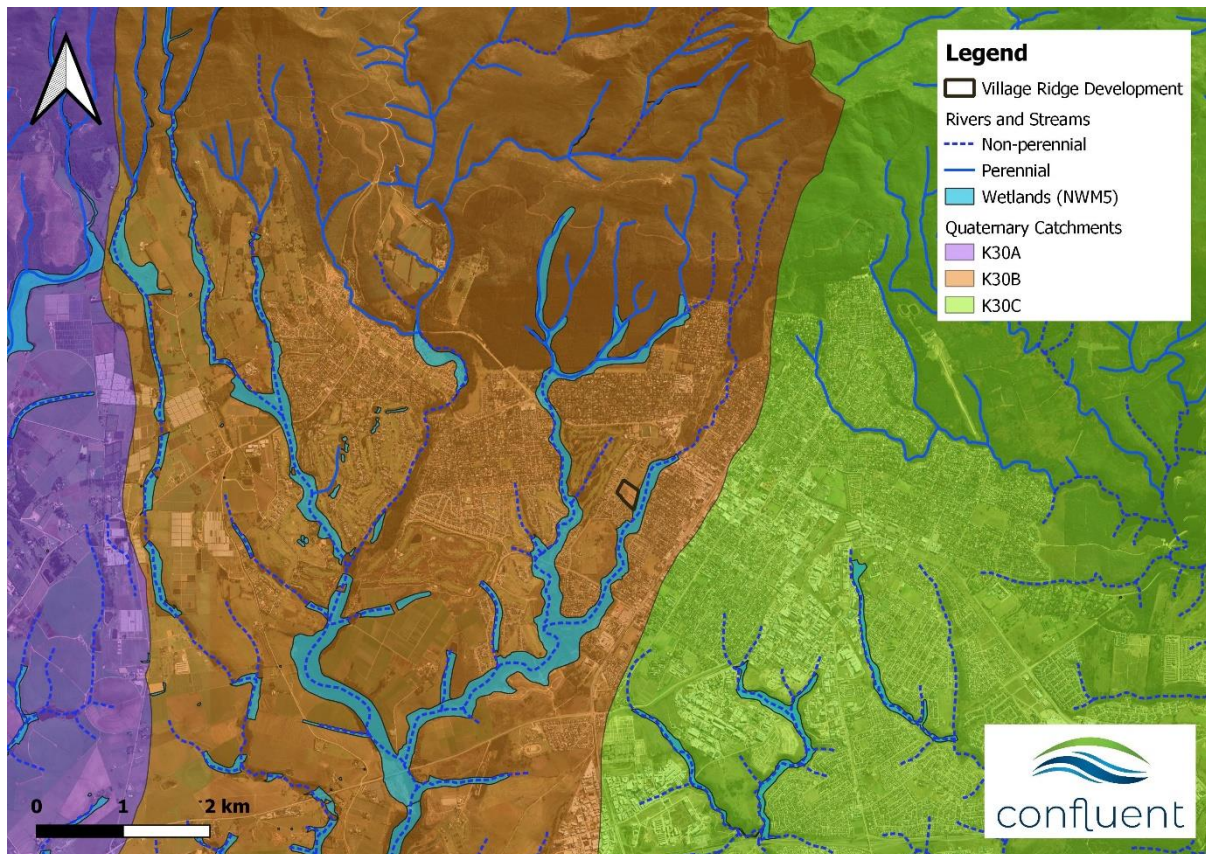 Legend
Village Ridge Development
Rivers and Streams
Non-perennial
Perennial
Wetlands (NWM5)
Quaternary Catchments
K30A
K30B
K30C
0 1 2 km
confluent